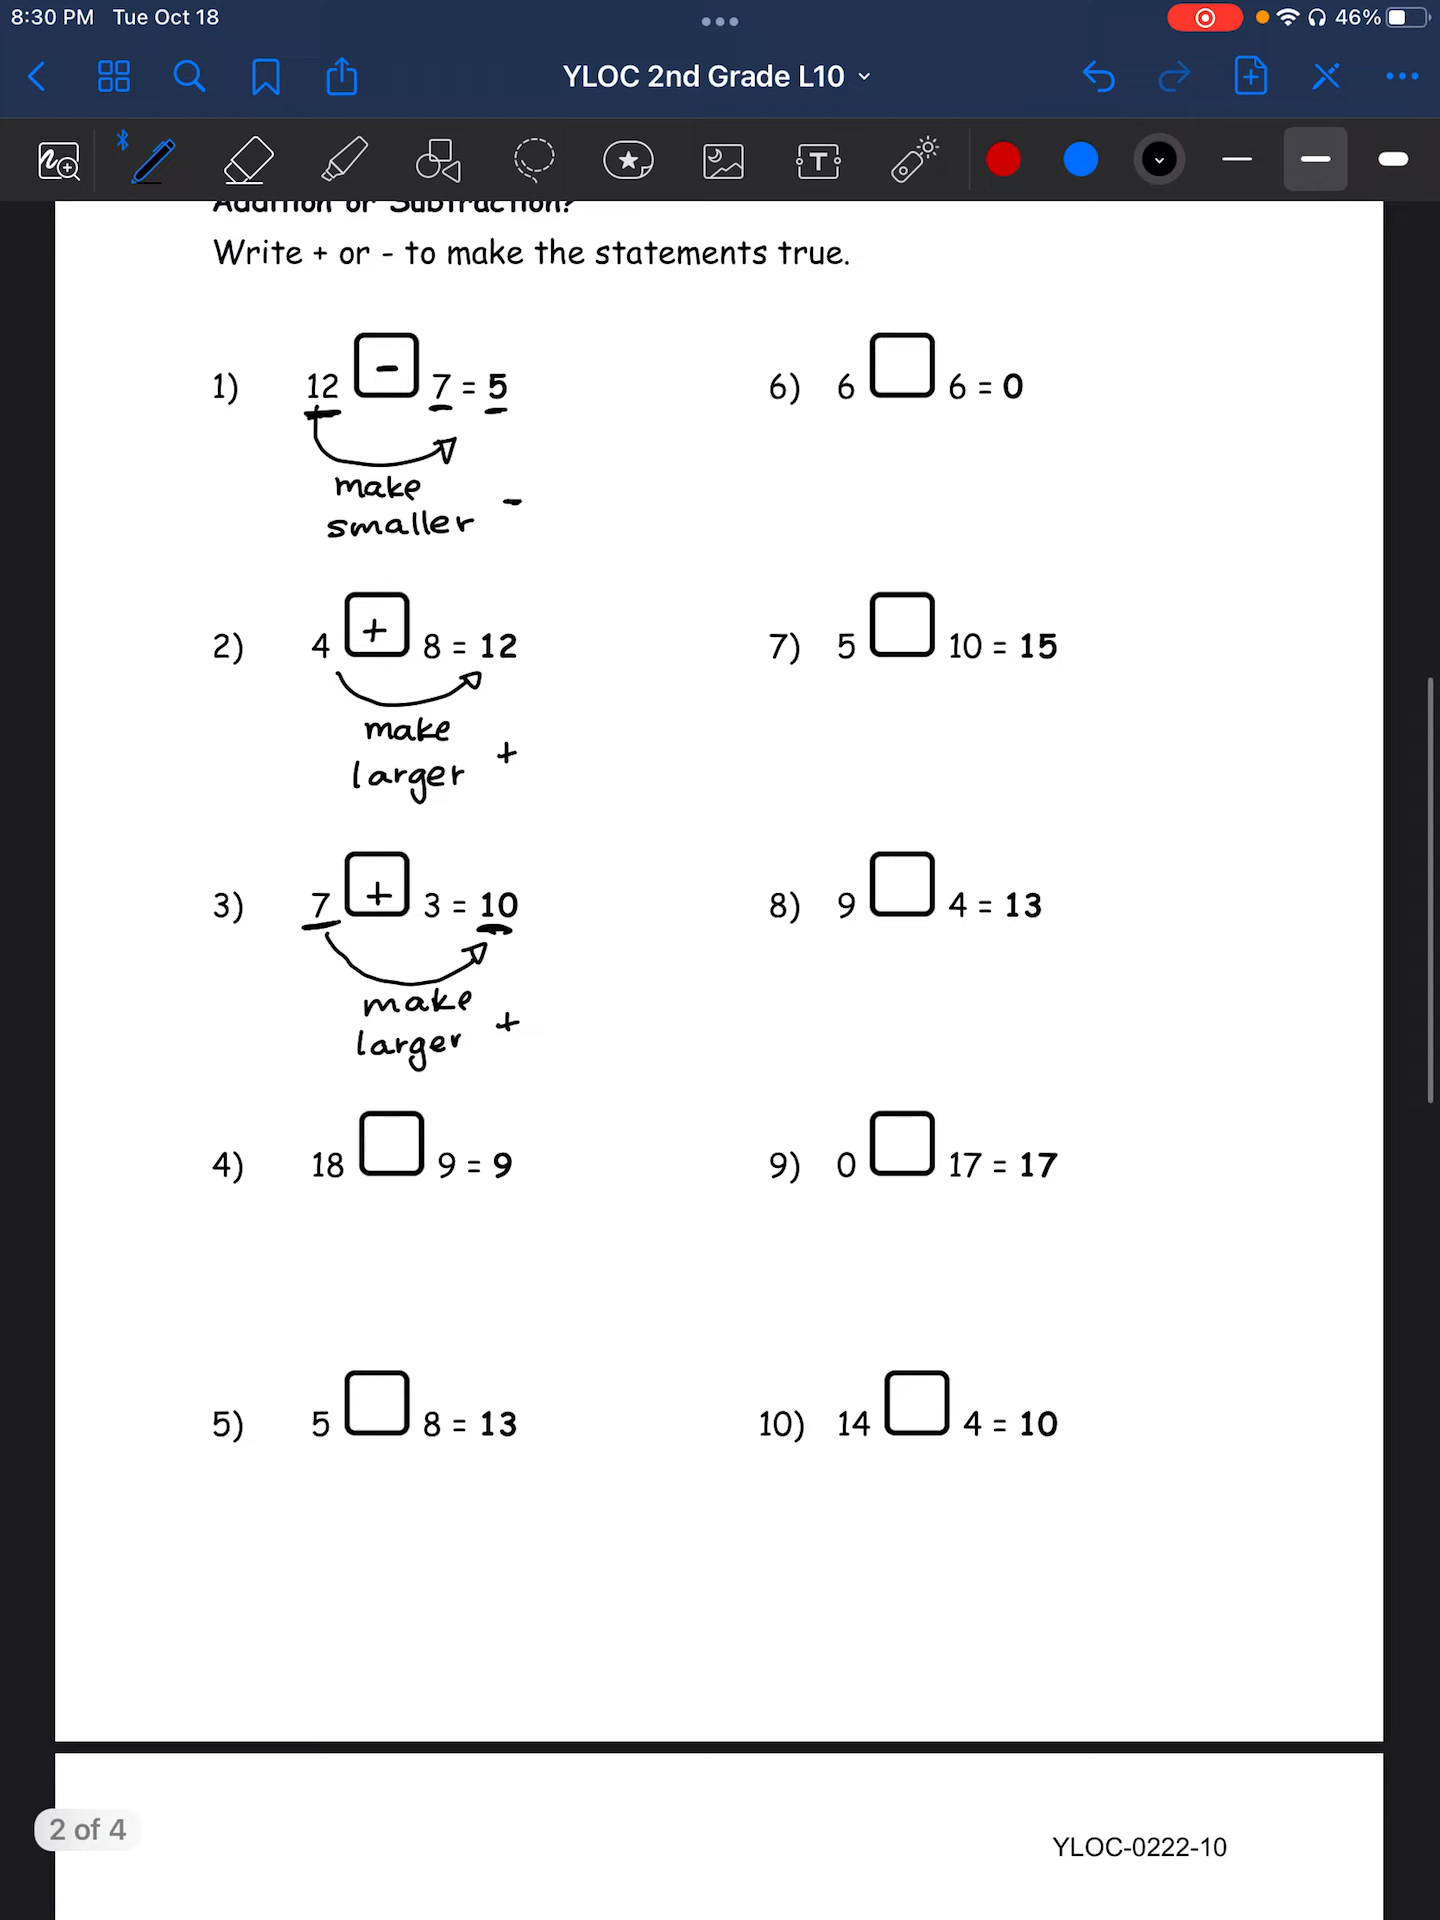 8:30 PM Tue Oct 18
46%
YLOC 2nd Grade L10
T
Addition or Subtraction?
Write + or - to make the statements true.
1) 12 - 7 = 5
make
smaller -
2) 4 + 8 = 12
make
larger +
3) 7 + 3 = 10
make
larger +
4) 18 9 = 9
5) 5 8 = 13
6) 6 6 = 0
7) 5 10 = 15
8) 9 4 = 13
9) 0 17 = 17
10) 14 4 = 10
2 of 4
YLOC-0222-10